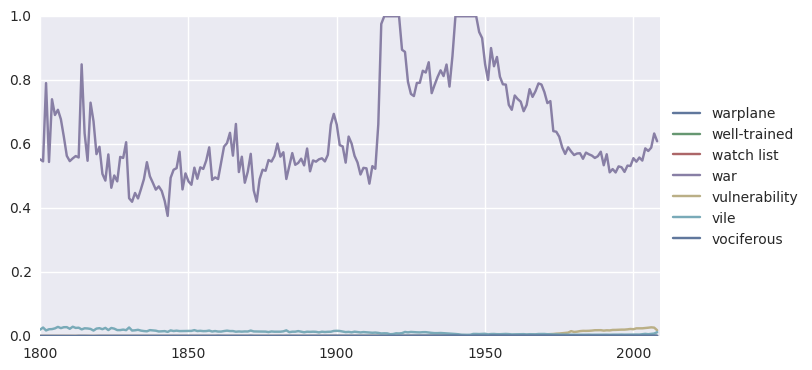 1.0
0.8
0.6
0.4
0.2
0.0
1800
1850
1900
1950
2000
warplane
well-trained
watch list
war
vulnerability
vile
vociferous